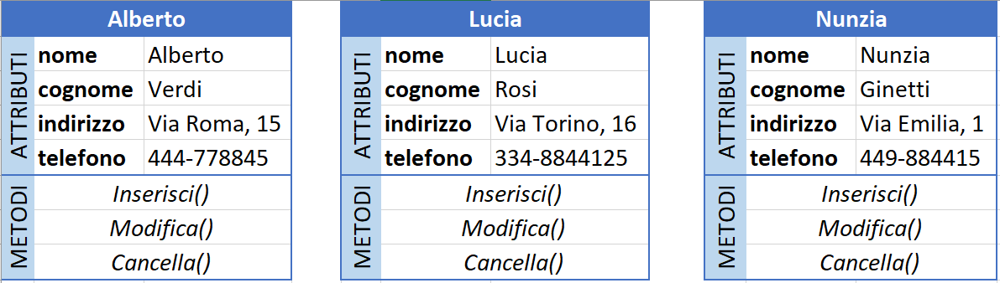 Alberto
ATTRIBUTI
nome Alberto
cognome Verdi
indirizzo Via Roma, 15
telefono 444-778845
METODI
Inserisci()
Modifica()
Cancella()
Lucia
ATTRIBUTI
nome Lucia
cognome Rosi
indirizzo Via Torino, 16
telefono 334-8844125
METODI
Inserisci()
Modifica()
Cancella()
Nunzia
ATTRIBUTI
nome Nunzia
cognome Ginetti
indirizzo Via Emilia, 1
telefono 449-884415
METODI
Inserisci()
Modifica()
Cancella()